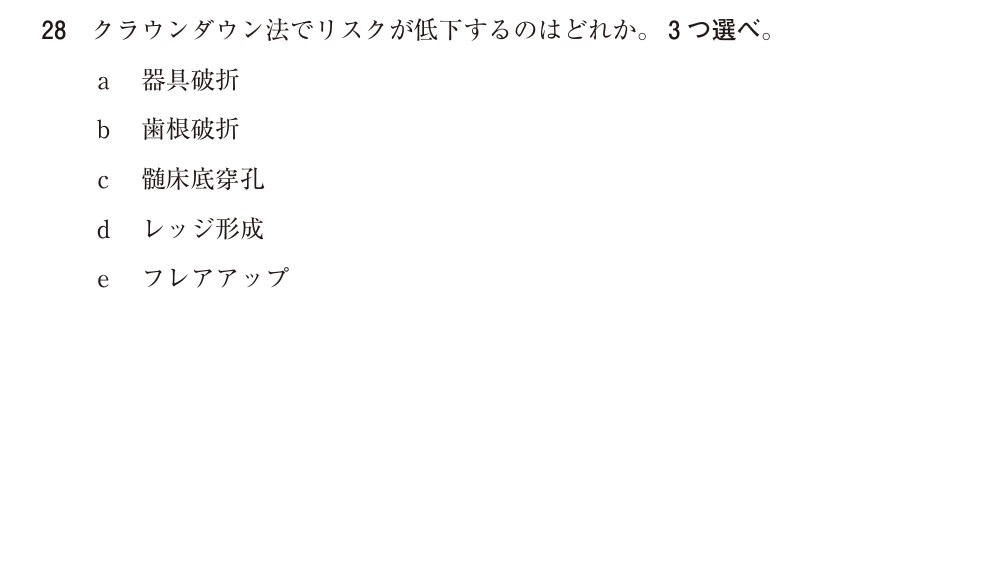 28 クラウンダウン法でリスクが低下するのはどれか。3つ選べ。
a 器具破折
b 歯根破折
c 髄床底穿孔
d レッジ形成
e フレアアップ